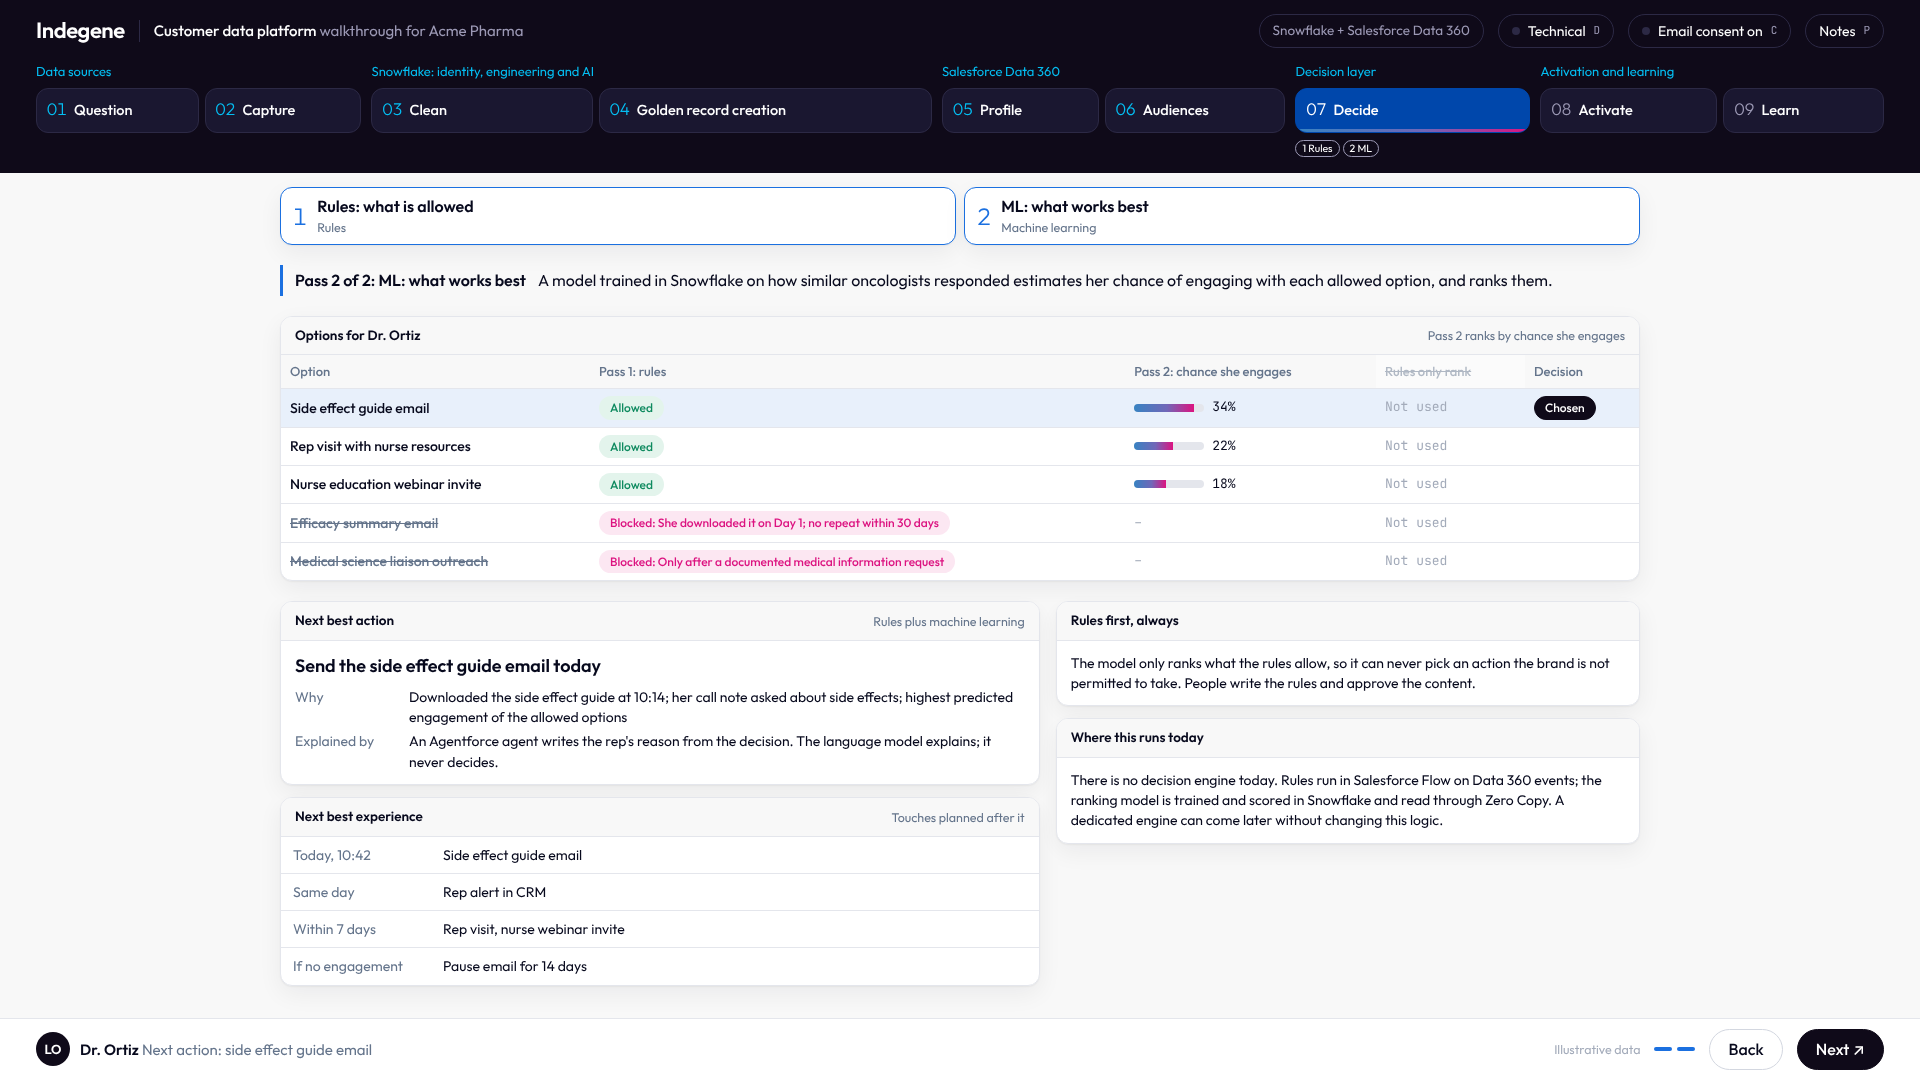 Indegene
Customer data platform walkthrough for Acme Pharma
Snowflake + Salesforce Data 360
Technical D
Email consent on C
Notes P
Data sources
Snowflake: identity, engineering and AI
Salesforce Data 360
Decision layer
Activation and learning
01 Question
02 Capture
03 Clean
04 Golden record creation
05 Profile
06 Audiences
07 Decide
08 Activate
09 Learn
1 Rules
2 ML
1 Rules: what is allowed
Rules
2 ML: what works best
Machine learning
Pass 2 of 2: ML: what works best A model trained in Snowflake on how similar oncologists responded estimates her chance of engaging with each allowed option, and ranks them.
Options for Dr. Ortiz
Pass 2 ranks by chance she engages
Option Pass 1: rules Pass 2: chance she engages Rules only rank Decision
Side effect guide email Allowed 34% Not used Chosen
Rep visit with nurse resources Allowed 22% Not used
Nurse education webinar invite Allowed 18% Not used
Efficacy summary email Blocked: She downloaded it on Day 1; no repeat within 30 days – Not used
Medical science liaison outreach Blocked: Only after a documented medical information request – Not used
Next best action
Rules plus machine learning
Send the side effect guide email today
Why
Downloaded the side effect guide at 10:14; her call note asked about side effects; highest predicted
engagement of the allowed options
Explained by
An Agentforce agent writes the rep's reason from the decision. The language model explains; it
never decides.
Next best experience
Touches planned after it
Today, 10:42 Side effect guide email
Same day Rep alert in CRM
Within 7 days Rep visit, nurse webinar invite
If no engagement Pause email for 14 days
Rules first, always
The model only ranks what the rules allow, so it can never pick an action the brand is not
permitted to take. People write the rules and approve the content.
Where this runs today
There is no decision engine today. Rules run in Salesforce Flow on Data 360 events; the
ranking model is trained and scored in Snowflake and read through Zero Copy. A
dedicated engine can come later without changing this logic.
LO Dr. Ortiz Next action: side effect guide email
Illustrative data
Back
Next ↗